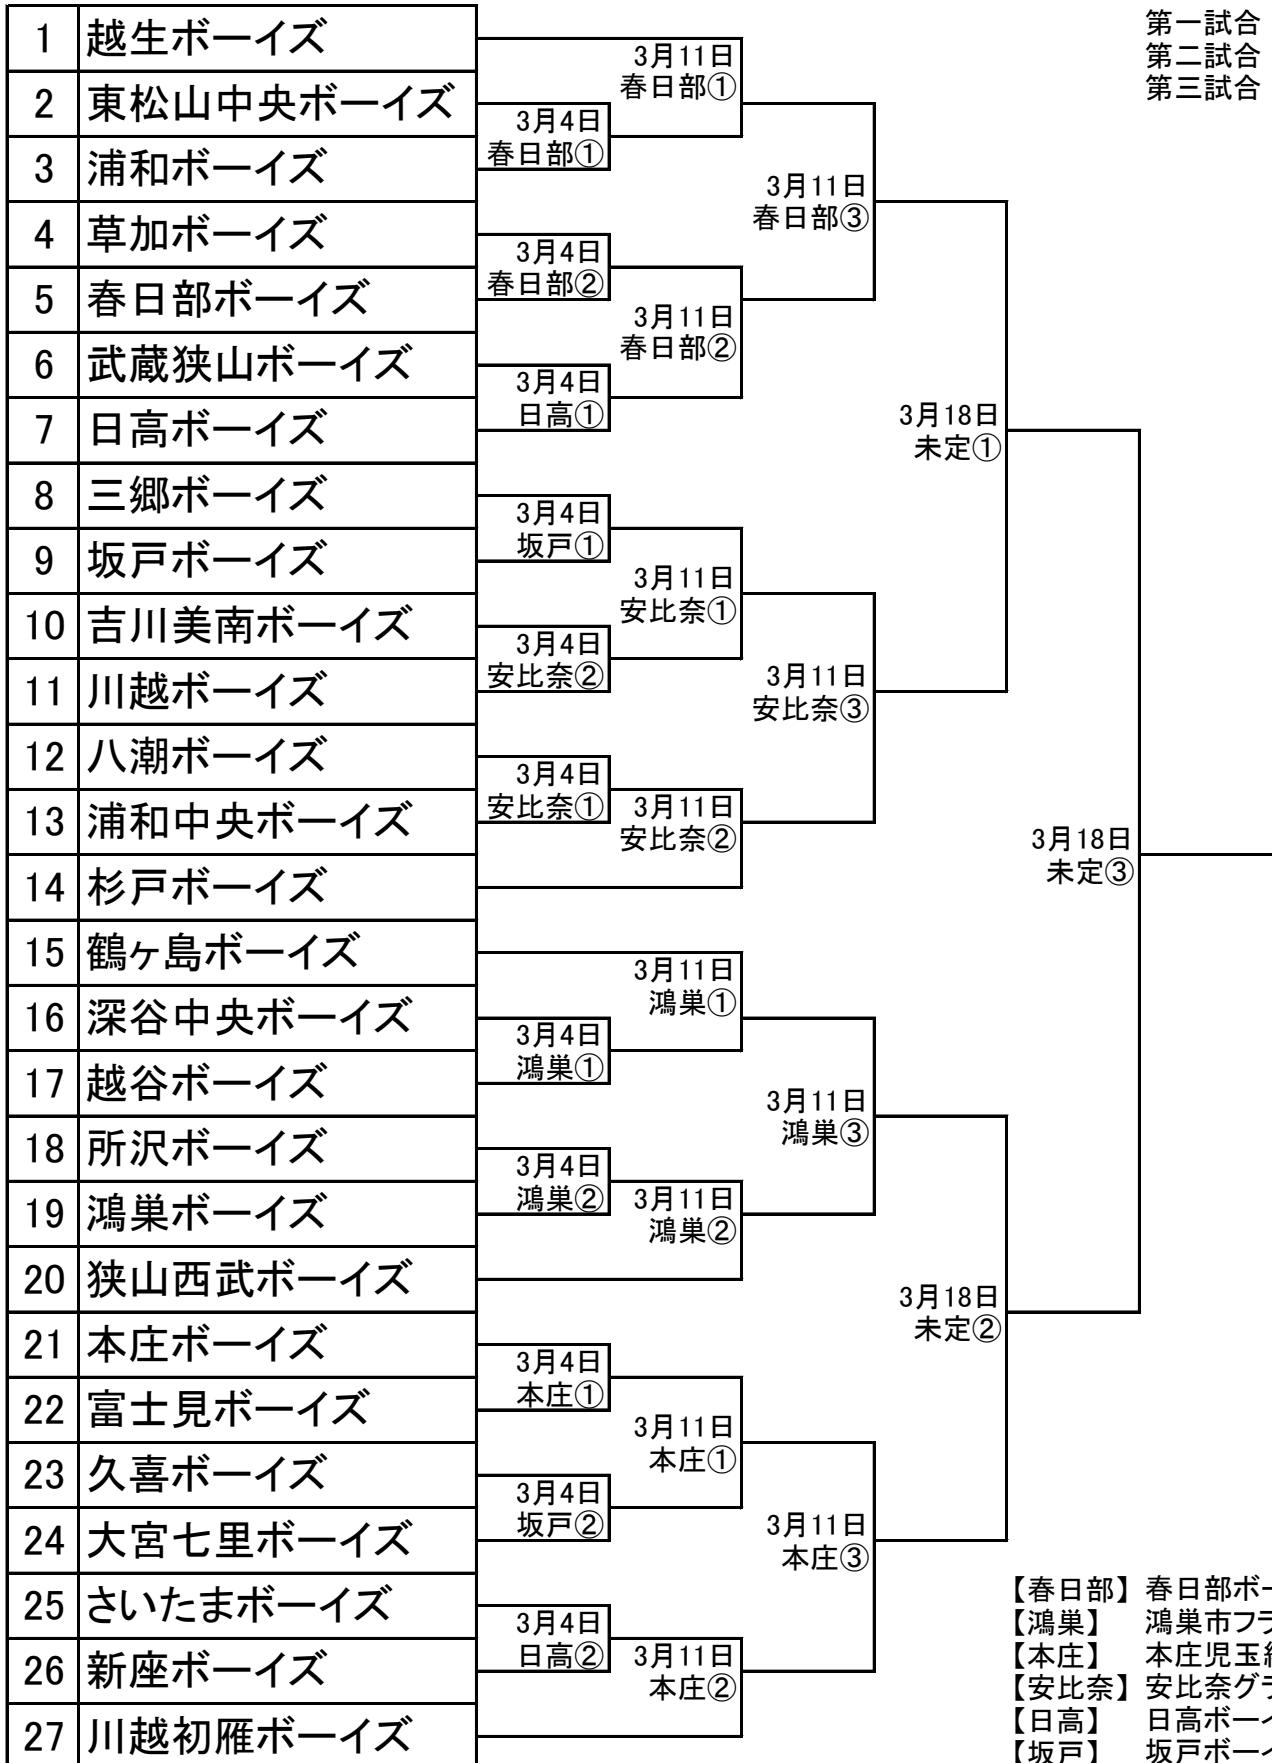 1 越生ボーイズ
2 東松山中央ボーイズ
3 浦和ボーイズ
4 草加ボーイズ
5 春日部ボーイズ
6 武蔵狭山ボーイズ
7 日高ボーイズ
8 三郷ボーイズ
9 坂戸ボーイズ
10 吉川美南ボーイズ
11 川越ボーイズ
12 八潮ボーイズ
13 浦和中央ボーイズ
14 杉戸ボーイズ
15 鶴ヶ島ボーイズ
16 深谷中央ボーイズ
17 越谷ボーイズ
18 所沢ボーイズ
19 鴻巣ボーイズ
20 狭山西武ボーイズ
21 本庄ボーイズ
22 富士見ボーイズ
23 久喜ボーイズ
24 大宮七里ボーイズ
25 さいたまボーイズ
26 新座ボーイズ
27 川越初雁ボーイズ
3月4日
春日部①
3月4日
春日部②
3月4日
日高①
3月4日
坂戸①
3月4日
安比奈②
3月4日
安比奈①
3月4日
鴻巣①
3月4日
鴻巣②
3月4日
本庄①
3月4日
坂戸②
3月4日
日高②
3月11日
春日部①
3月11日
春日部②
3月11日
安比奈①
3月11日
安比奈②
3月11日
鴻巣①
3月11日
鴻巣②
3月11日
本庄①
3月11日
本庄②
3月11日
春日部③
3月11日
安比奈③
3月11日
鴻巣③
3月11日
本庄③
3月18日
未定①
3月18日
未定②
3月18日
未定③
第一試合
第二試合
第三試合
【春日部】 春日部ボー
【鴻巣】 鴻巣市フラ
【本庄】 本庄児玉
【安比奈】 安比奈グラ
【日高】 日高ボーイ
【坂戸】 坂戸ボーイ